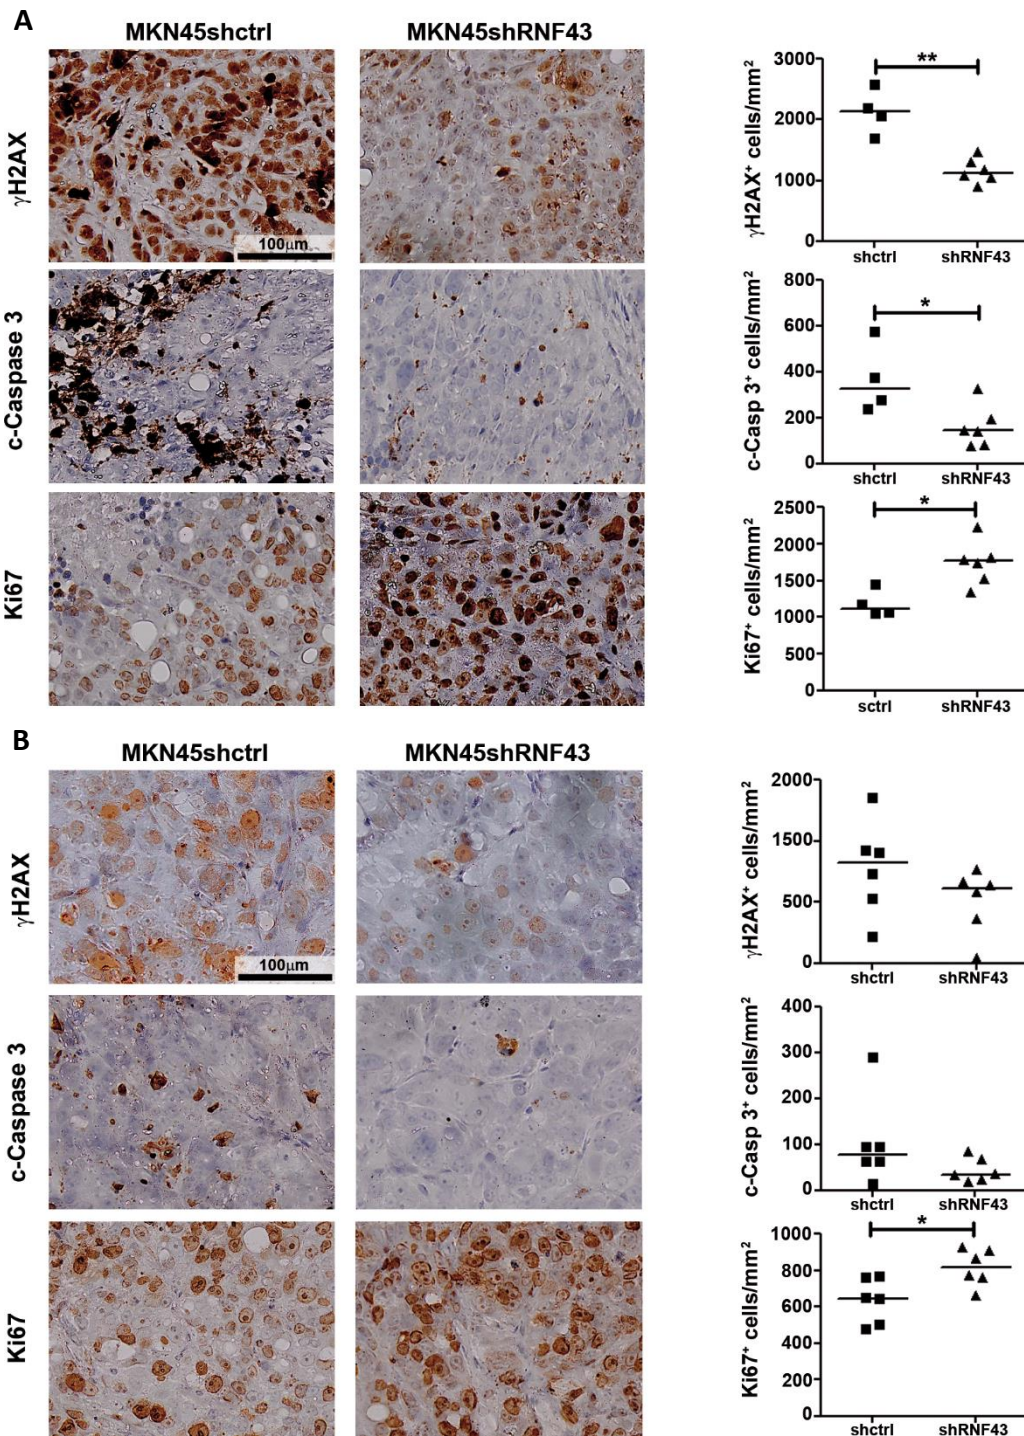 A
MKN45shctrl MKN45shRNF43
γH2AX
100µm
c-Caspase 3
Ki67
γH2AX⁺ cells/mm²
3000
2000
1000
0
**
shctrl shRNF43
c-Casp 3⁺ cells/mm²
800
600
400
200
0
*
shctrl shRNF43
Ki67⁺ cells/mm²
2500
2000
1500
1000
500
0
*
sctrl shRNF43
B
MKN45shctrl MKN45shRNF43
γH2AX
100µm
c-Caspase 3
Ki67
γH2AX⁺ cells/mm²
2000
1500
500
0
shctrl shRNF43
c-Casp 3⁺ cells/mm²
400
300
200
100
0
shctrl shRNF43
Ki67⁺ cells/mm²
1000
800
600
400
200
0
*
shctrl shRNF43